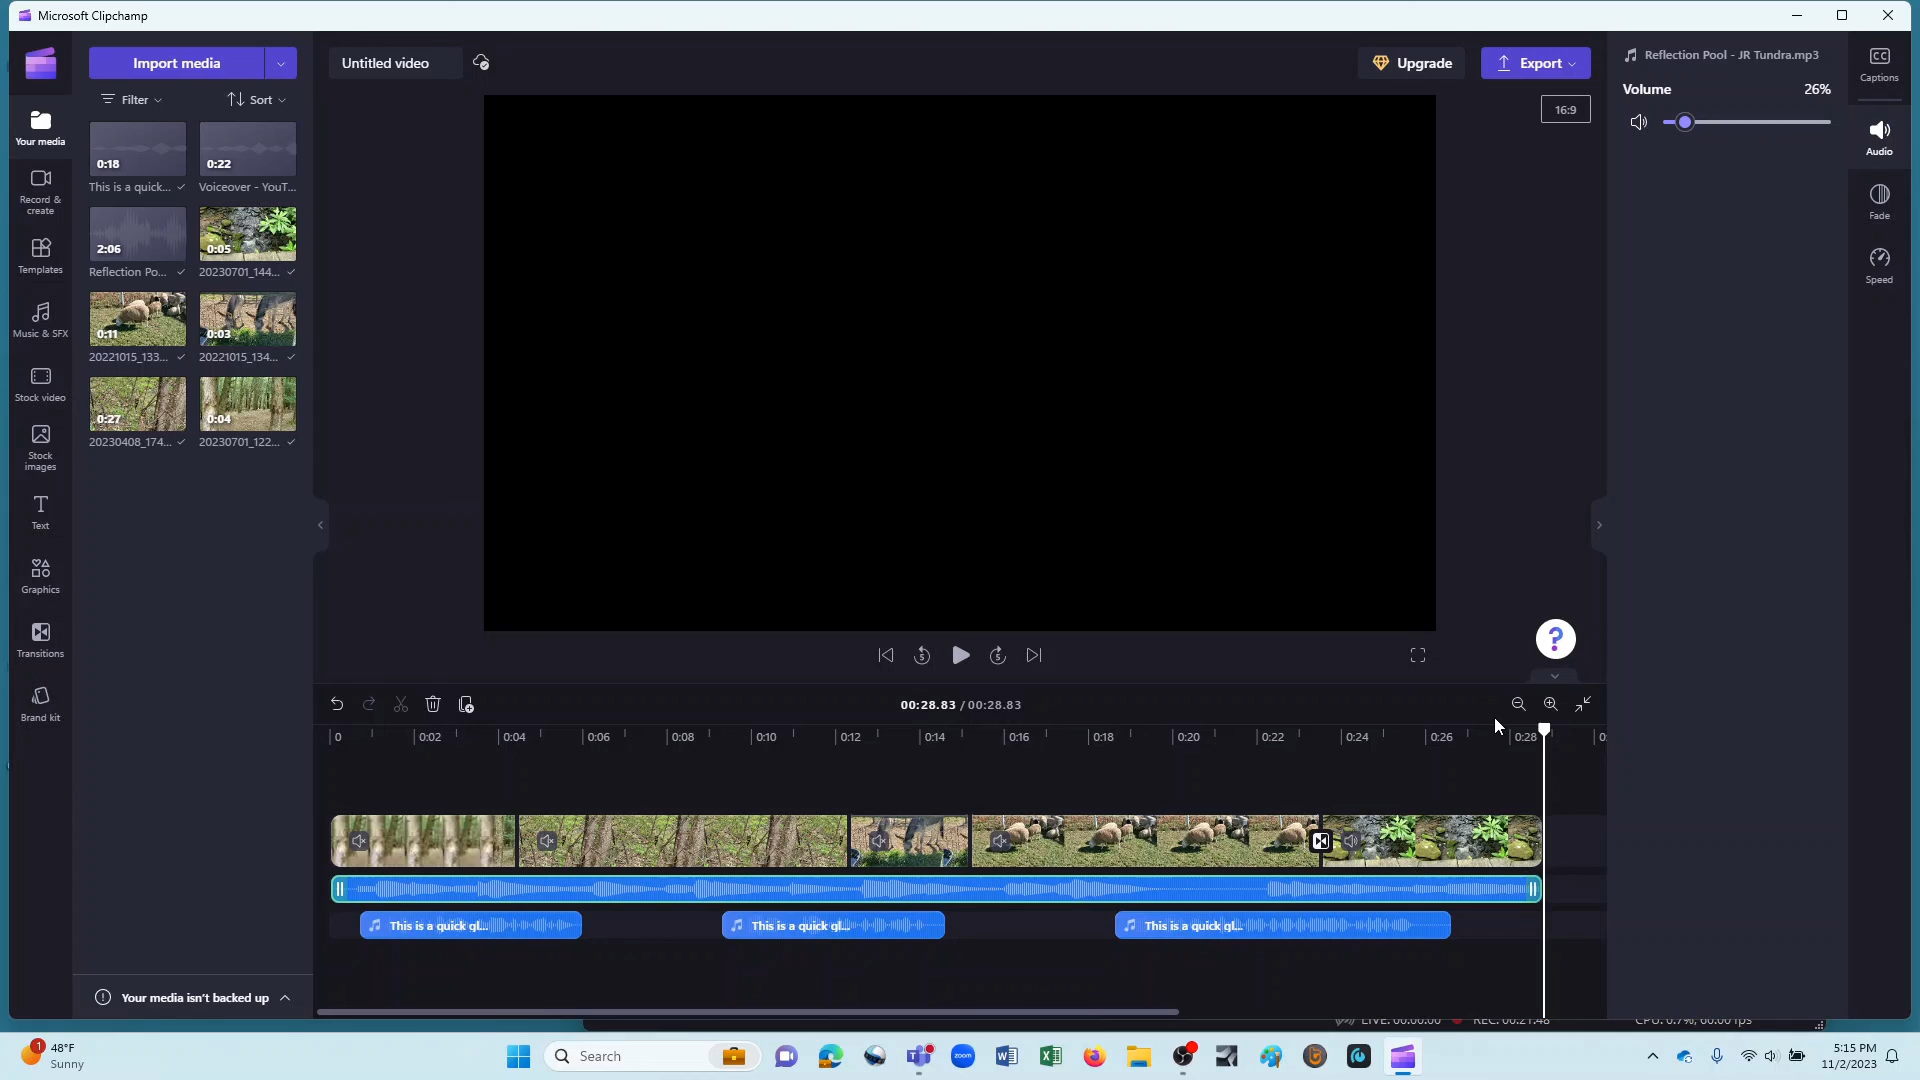 Microsoft Clipchamp
Import media
Filter
Sort
0:18
0:22
This is a quick...
Voiceover - YouT...
2:06
0:05
Reflection Po...
20230701_144...
0:11
0:03
20221015_133...
20221015_134...
0:27
0:04
20230408_174...
20230701_122...
Your media isn't backed up
Your media
Record &
create
Templates
Music & SFX
Stock video
Stock
images
Text
Graphics
Transitions
Brand kit
Untitled video
Upgrade
Export
16:9
5
5
?
00:28.83 / 00:28.83
0
0:02
0:04
0:06
0:08
0:10
0:12
0:14
0:16
0:18
0:20
0:22
0:24
0:26
0:28
This is a quick gl...
This is a quick gl...
This is a quick gl...
Reflection Pool - JR Tundra.mp3
Volume
26%
CC
Captions
Audio
Fade
Speed
LIVE: 00:00:00
REC: 00:21:48
CPU: 0.7%, 60.00 fps
1
48°F
Sunny
Search
zoom
5:15 PM
11/2/2023